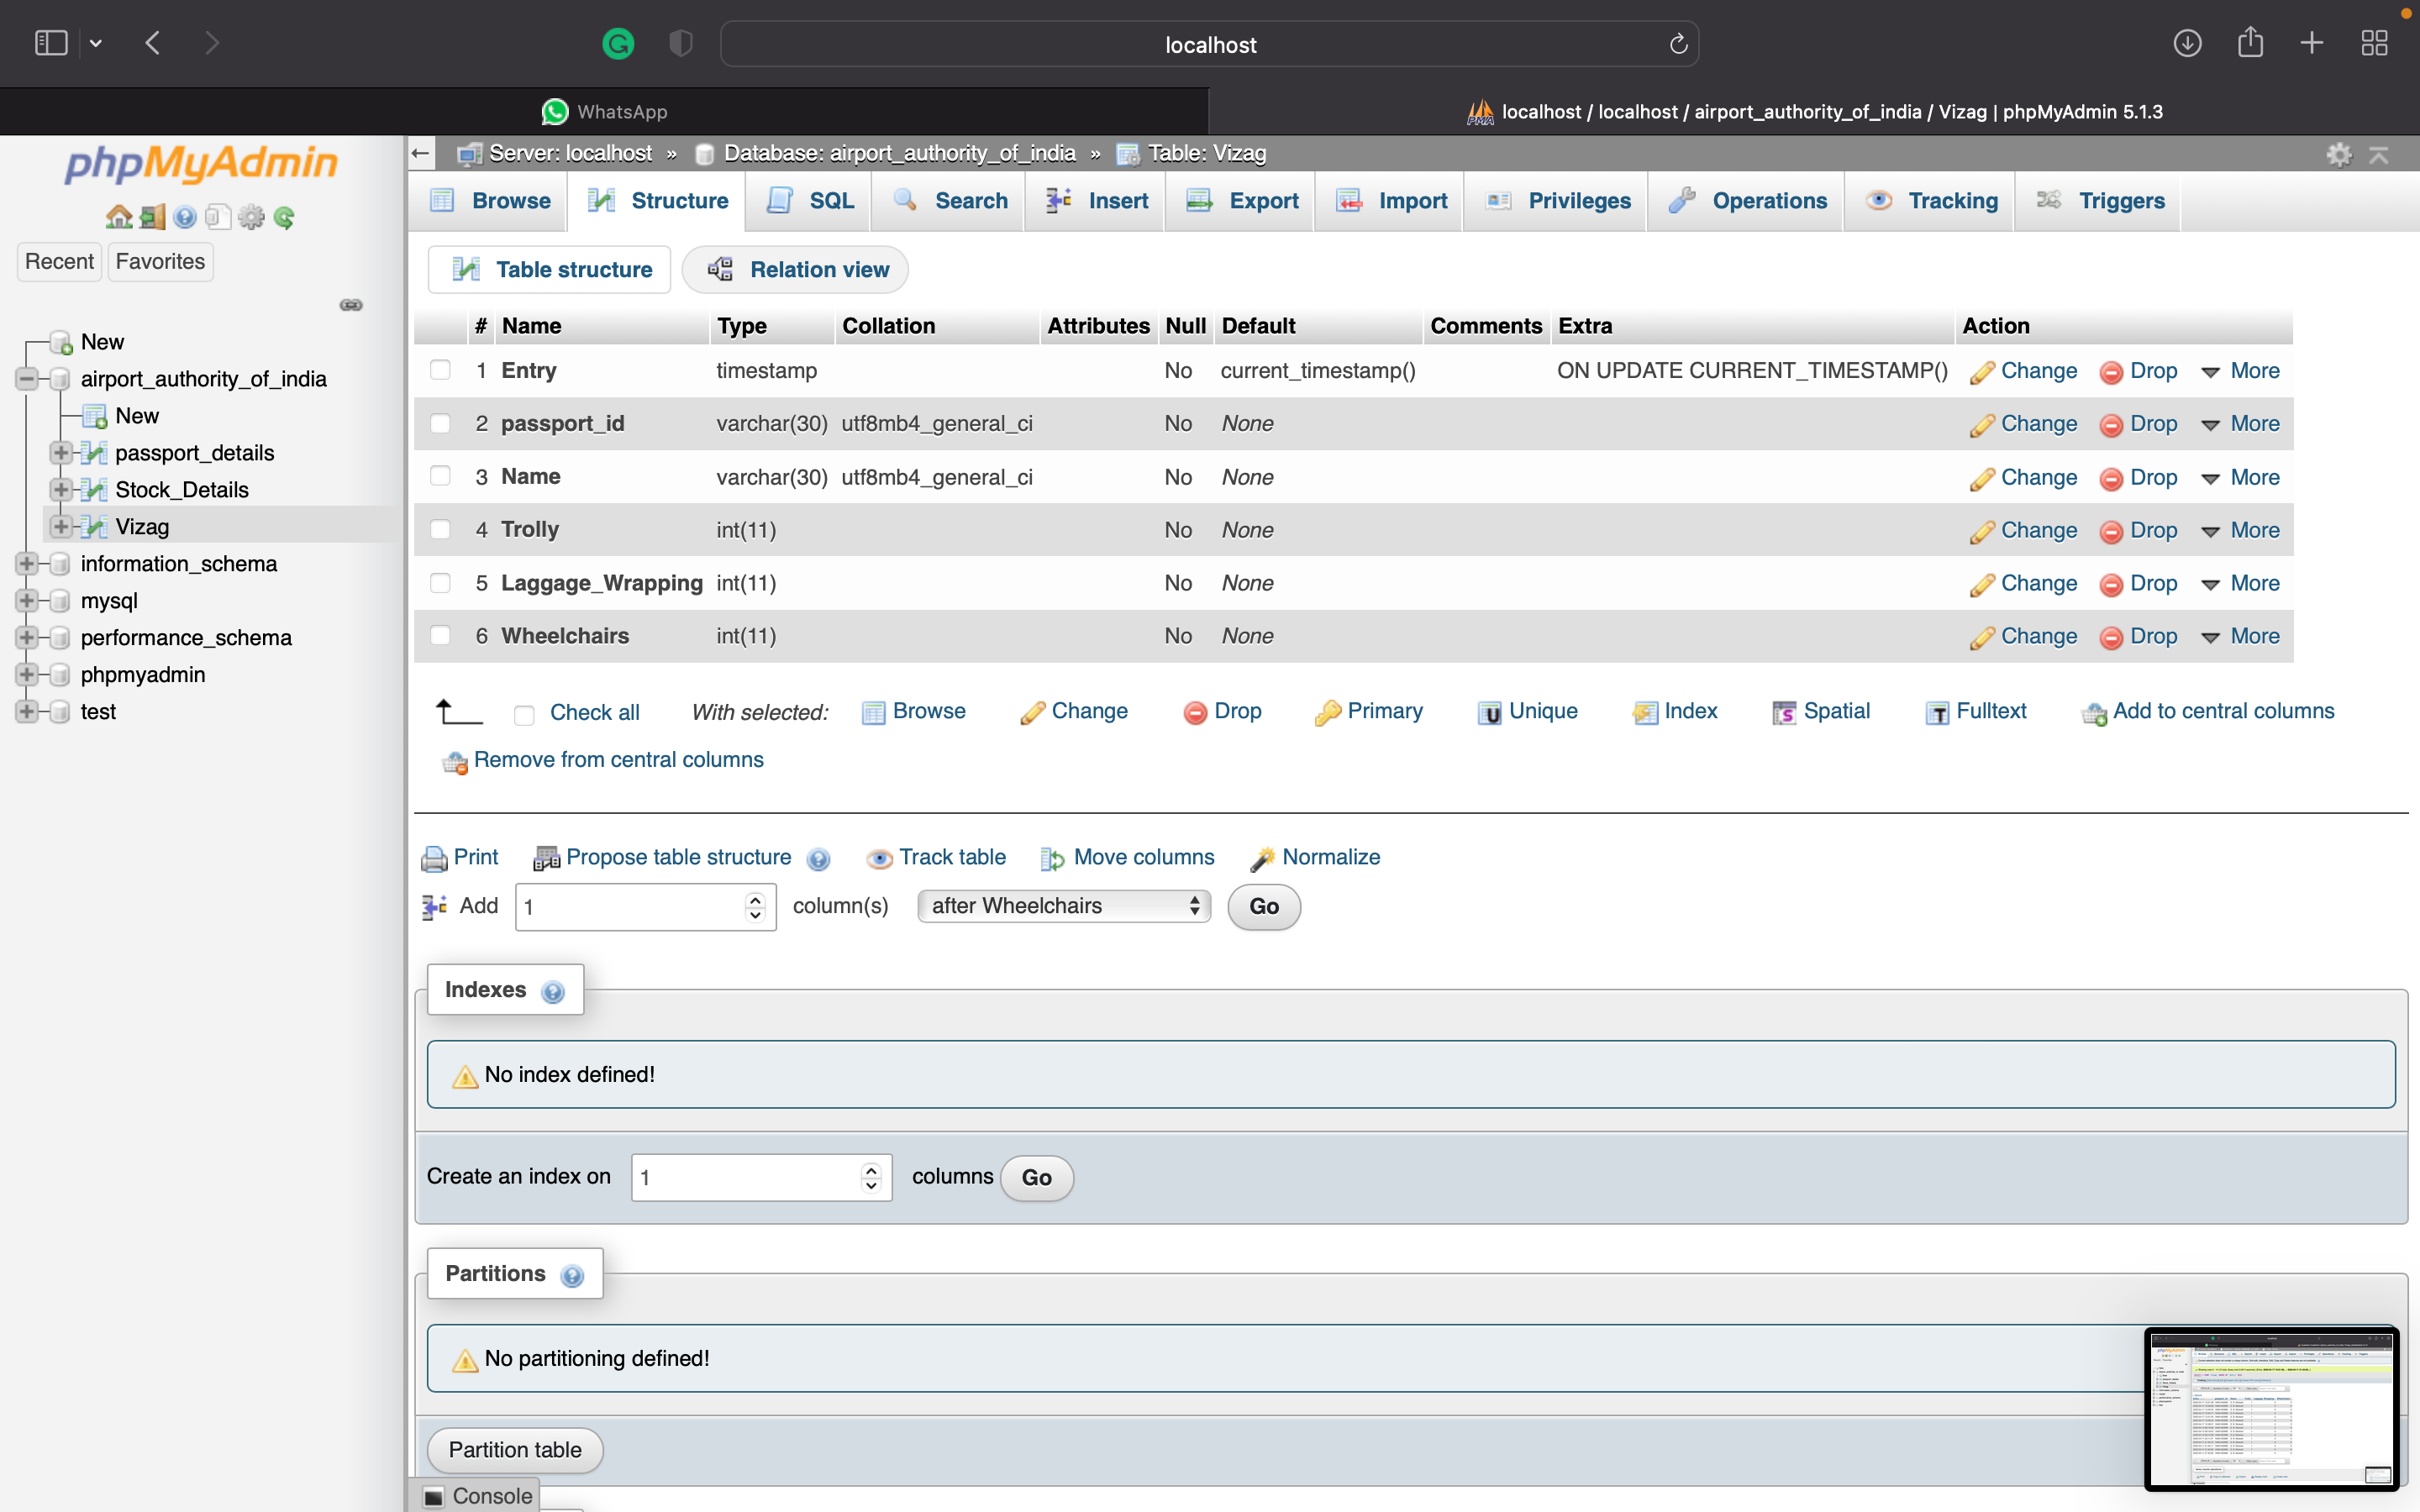 localhost
WhatsApp
localhost / localhost / airport_authority_of_india / Vizag | phpMyAdmin 5.1.3
phpMyAdmin
Server: localhost » Database: airport_authority_of_india » Table: Vizag
Browse Structure SQL Search Insert Export Import Privileges Operations Tracking Triggers
Recent Favorites
Table structure Relation view
New
airport_authority_of_india
New
passport_details
Stock_Details
Vizag
information_schema
mysql
performance_schema
phpmyadmin
test
# Name Type Collation Attributes Null Default Comments Extra Action
1 Entry timestamp No current_timestamp() ON UPDATE CURRENT_TIMESTAMP() Change Drop More
2 passport_id varchar(30) utf8mb4_general_ci No None Change Drop More
3 Name varchar(30) utf8mb4_general_ci No None Change Drop More
4 Trolly int(11) No None Change Drop More
5 Laggage_Wrapping int(11) No None Change Drop More
6 Wheelchairs int(11) No None Change Drop More
Check all With selected: Browse Change Drop Primary Unique Index Spatial Fulltext Add to central columns
Remove from central columns
Print Propose table structure Track table Move columns Normalize
Add 1 column(s) after Wheelchairs Go
Indexes
No index defined!
Create an index on 1 columns Go
Partitions
No partitioning defined!
Partition table
Console